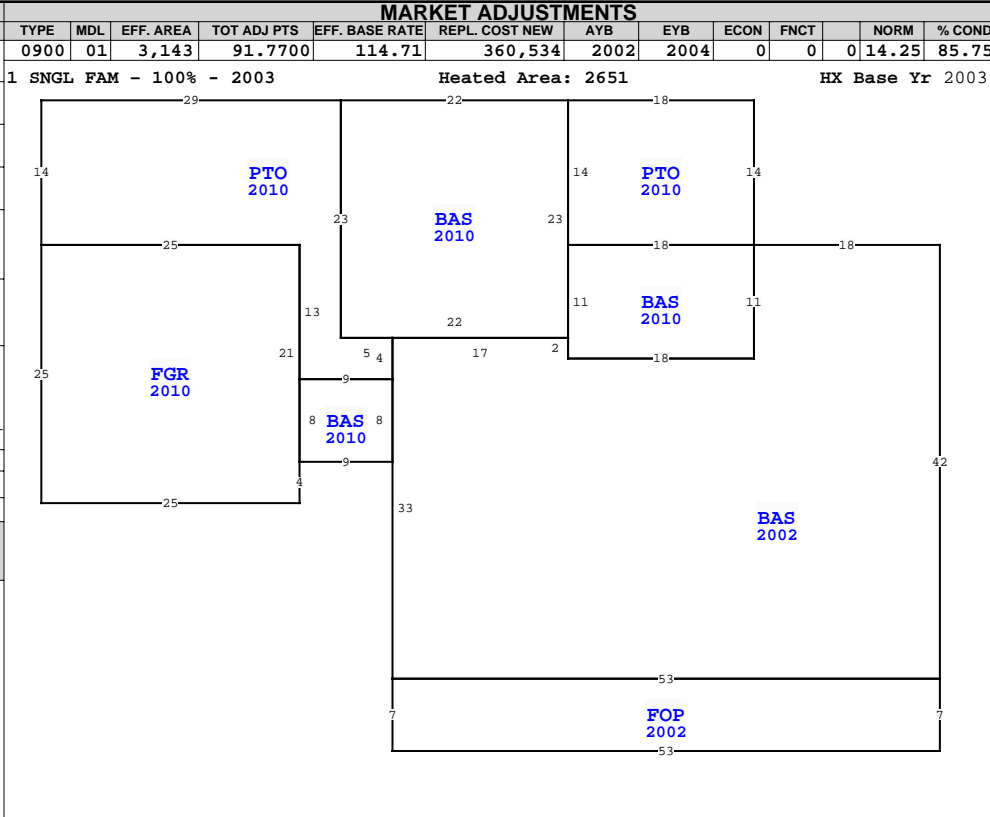 MARKET ADJUSTMENTS
TYPE MDL EFF. AREA TOT ADJ PTS EFF. BASE RATE REPL. COST NEW AYB EYB ECON FNCT NORM % COND
0900 01 3,143 91.7700 114.71 360,534 2002 2004 0 0 0 14.25 85.75
1 SNGL FAM - 100% - 2003 Heated Area: 2651 HX Base Yr 2003
29 22 18
14 PTO 14 PTO 14
2010 2010
23 BAS 23
2010
25 18 18
13 11 BAS 11
2010
22
21 5 4 17 2 18
25 FGR 9
2010
8 BAS 8
2010
9 42
4
25 33
BAS
2002
53
7 FOP 7
2002
53